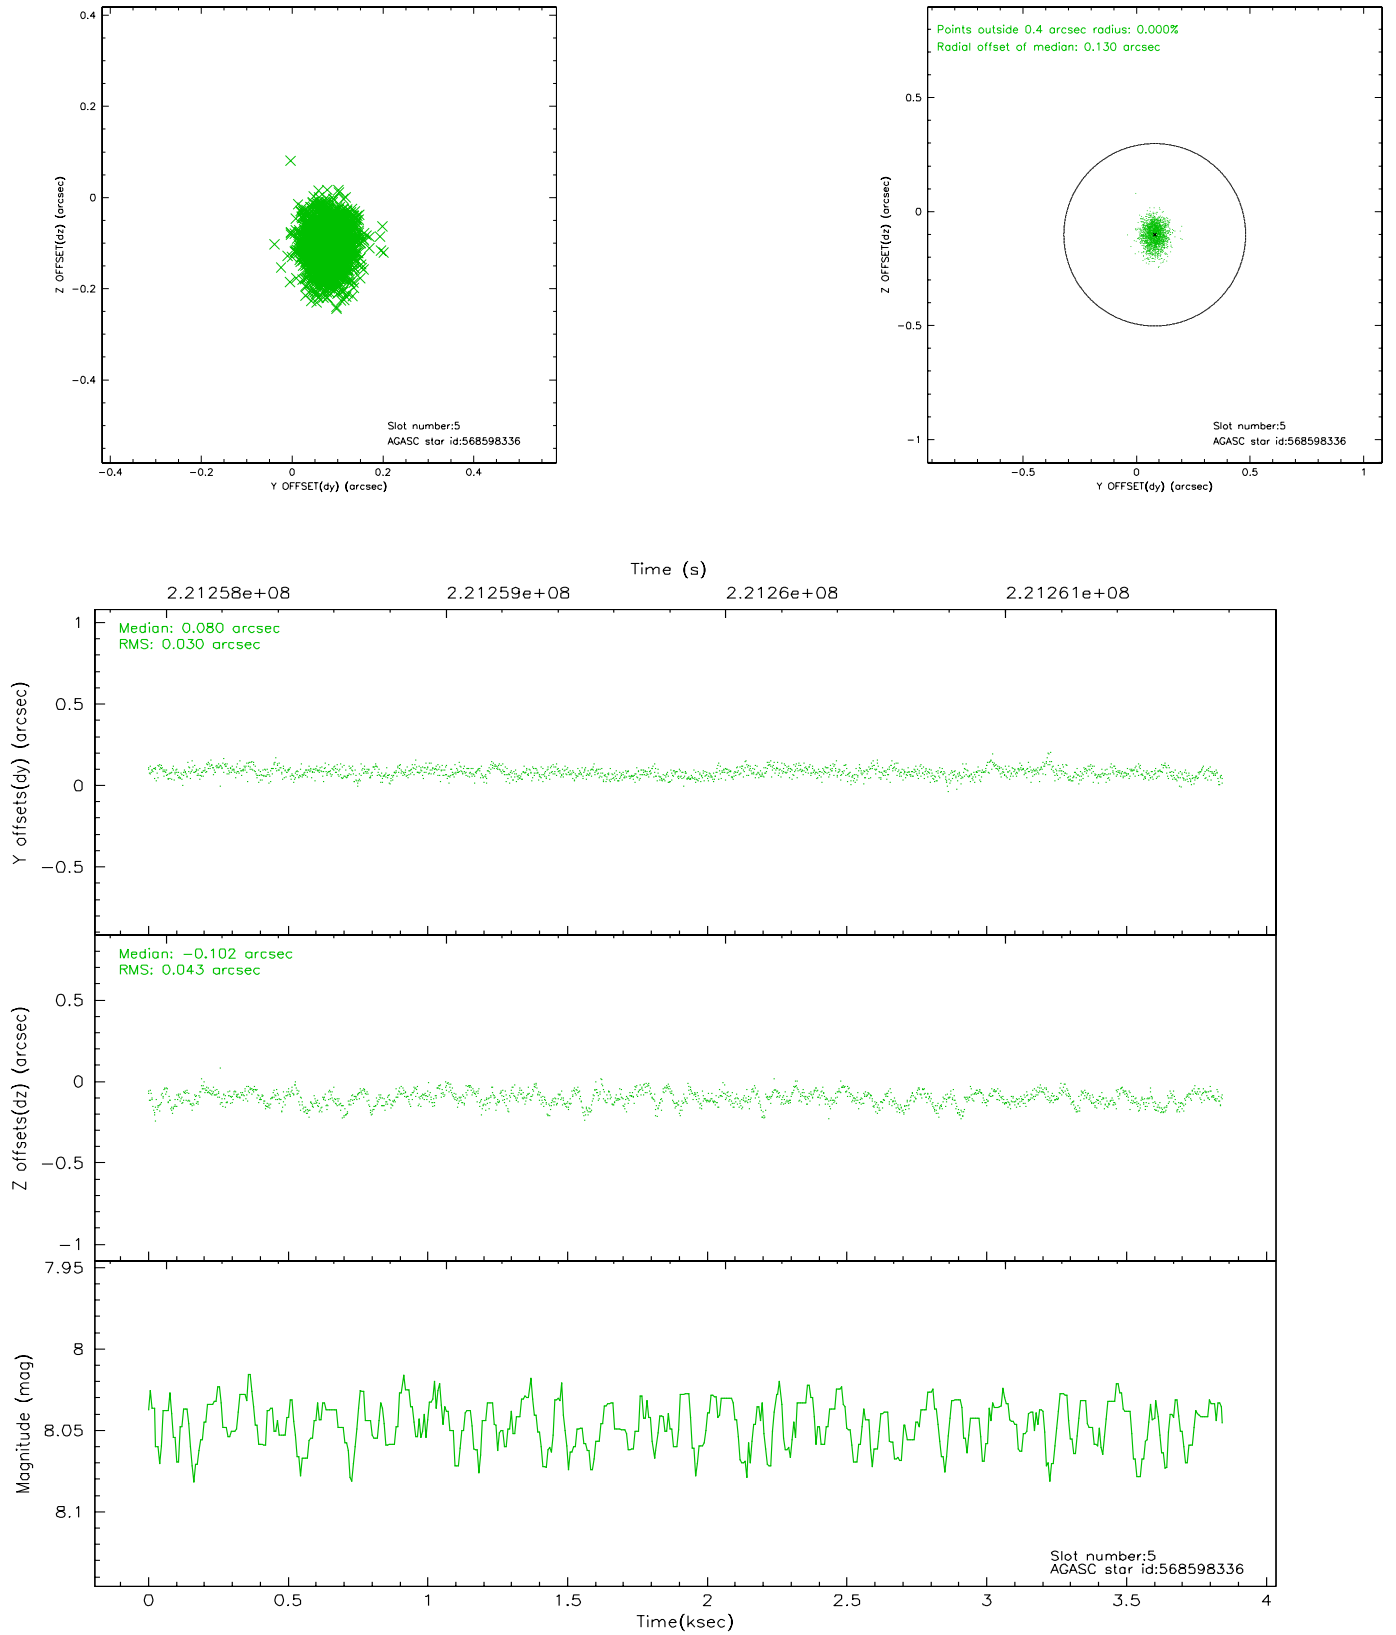 0.4
0.2
0
−0.2
−0.4
Z OFFSET(dz) (arcsec)
Slot number:5
AGASC star id:568598336
−0.4
−0.2
0
0.2
0.4
Y OFFSET(dy) (arcsec)
Points outside 0.4 arcsec radius: 0.000%
Radial offset of median: 0.130 arcsec
0.5
0
−0.5
−1
Z OFFSET(dz) (arcsec)
Slot number:5
AGASC star id:568598336
−0.5
0
0.5
1
Y OFFSET(dy) (arcsec)
Time (s)
2.21258e+08
2.21259e+08
2.2126e+08
2.21261e+08
Median: 0.080 arcsec
RMS: 0.030 arcsec
1
0.5
0
−0.5
Y offsets(dy) (arcsec)
Median: −0.102 arcsec
RMS: 0.043 arcsec
0.5
0
−0.5
−1
Z offsets(dz) (arcsec)
7.95
8
8.05
8.1
Magnitude (mag)
Slot number:5
AGASC star id:568598336
0
0.5
1
1.5
2
2.5
3
3.5
4
Time(ksec)